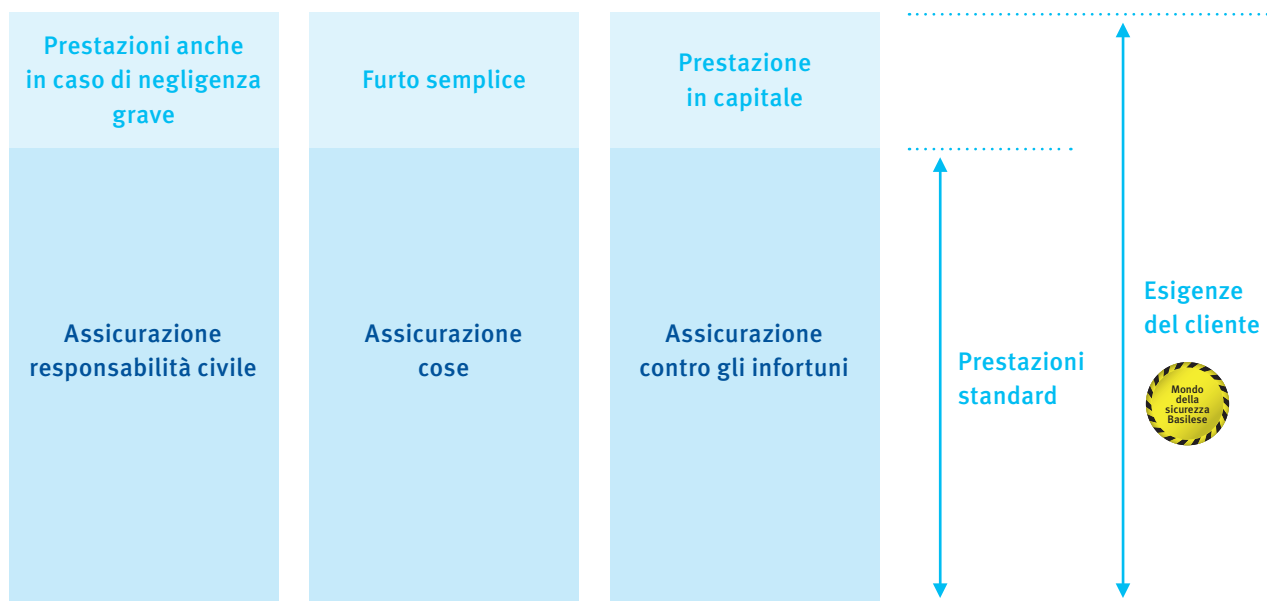 Prestazioni anche
in caso di negligenza
grave
Furto semplice
Prestazione
in capitale
Assicurazione
responsabilità civile
Assicurazione
cose
Assicurazione
contro gli infortuni
Prestazioni
standard
Esigenze
del cliente
Mondo
della
sicurezza
Basilese